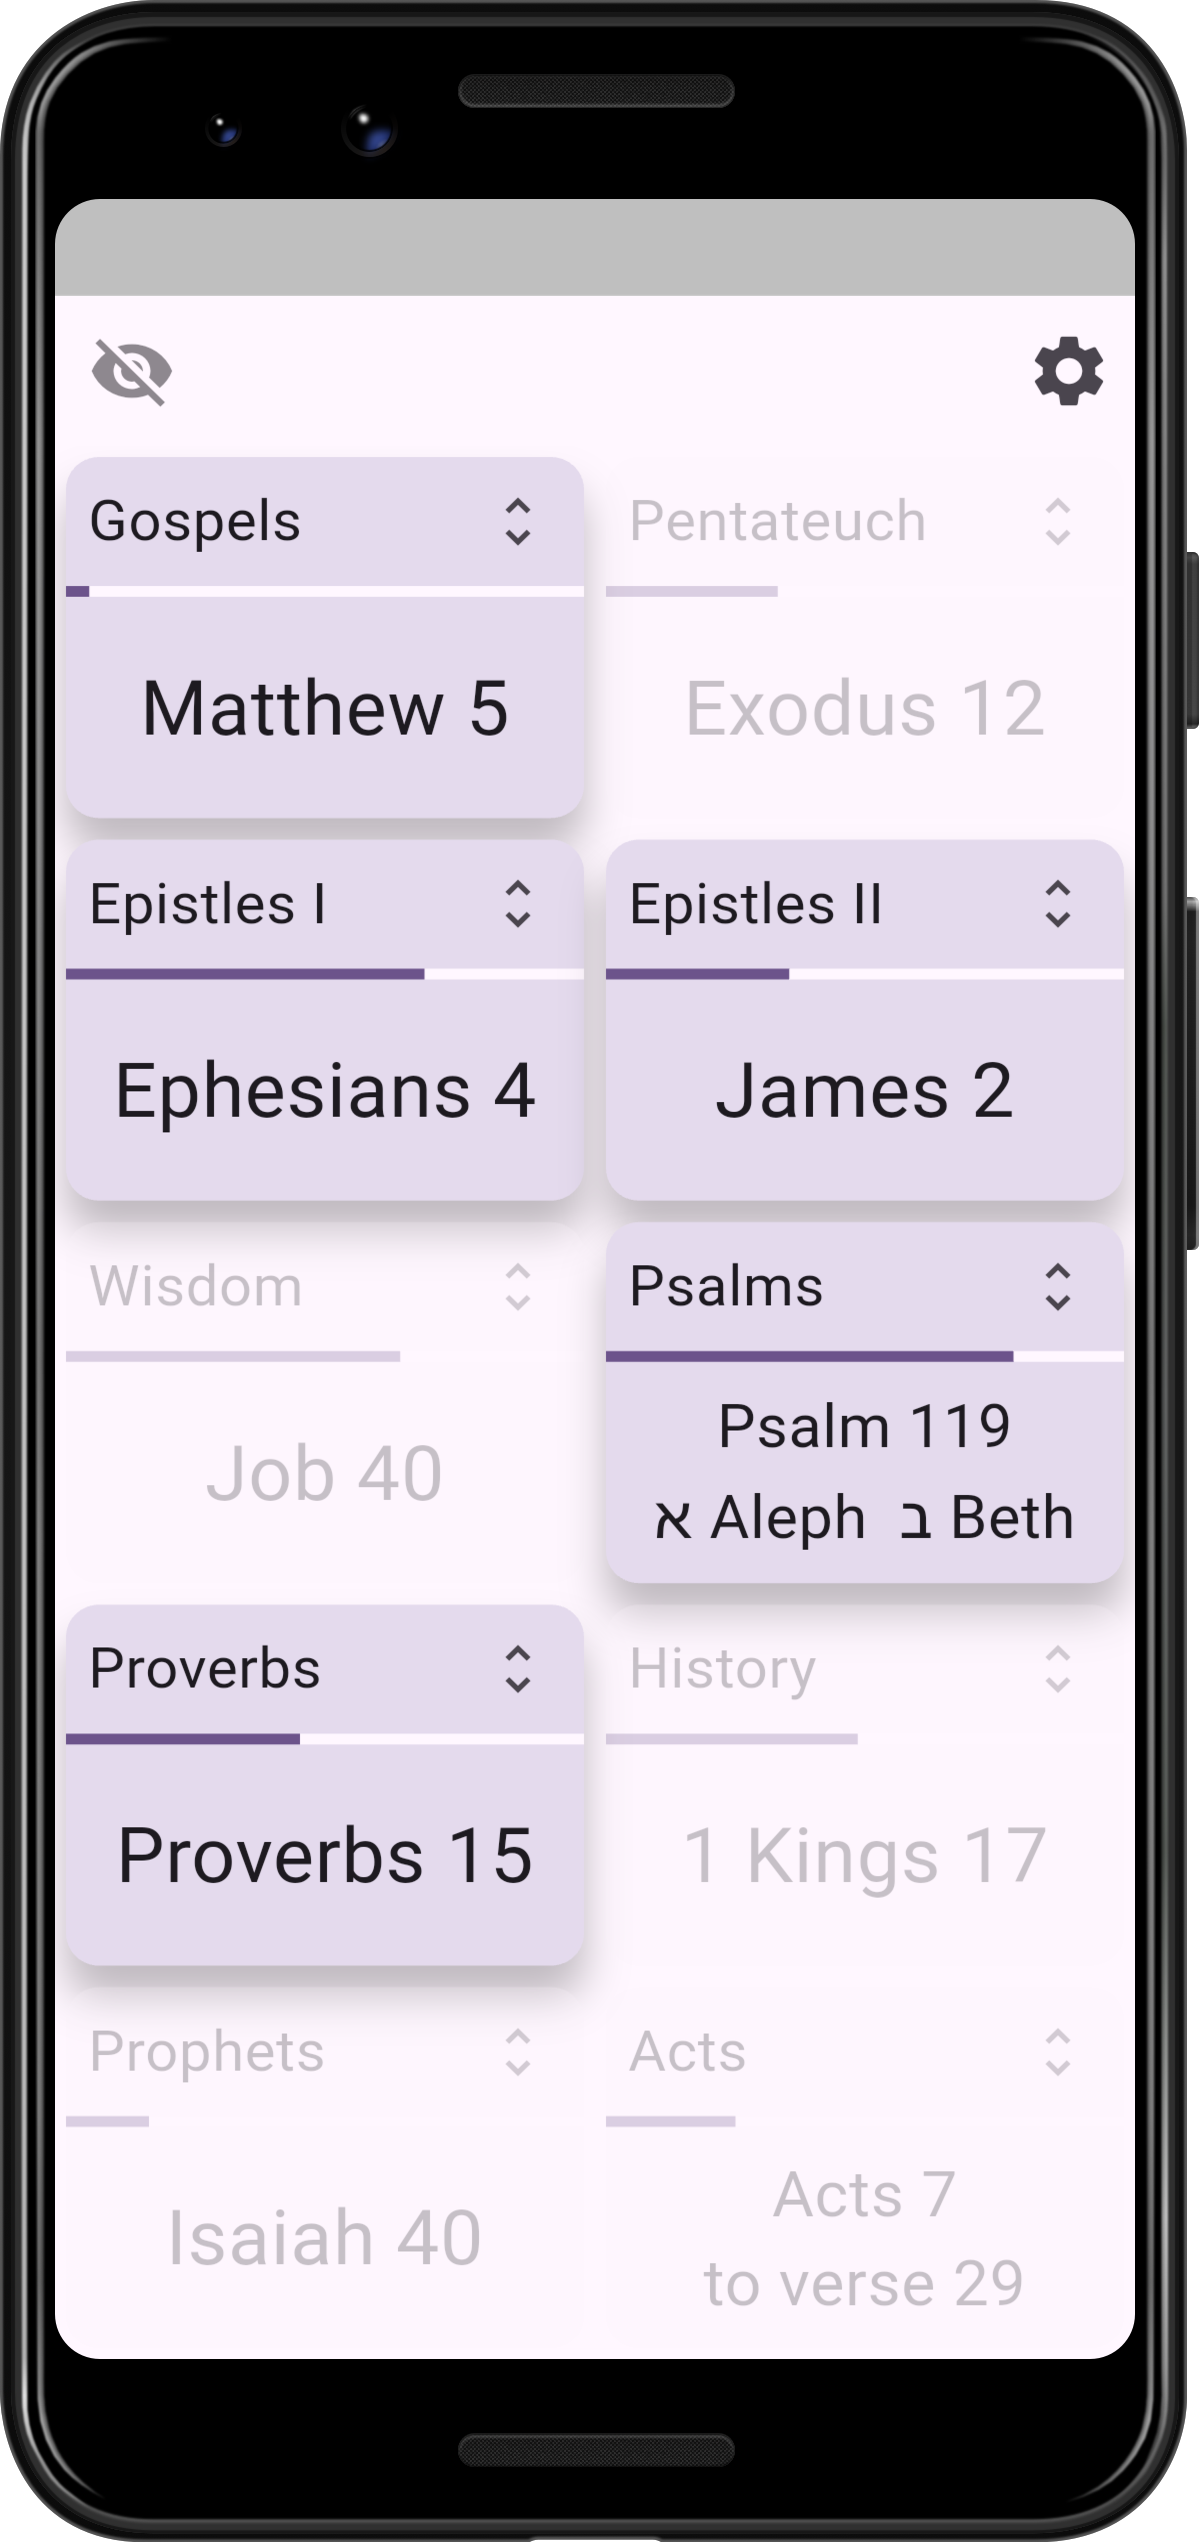 Gospels
Matthew 5
Pentateuch
Exodus 12
Epistles I
Ephesians 4
Epistles II
James 2
Wisdom
Job 40
Psalms
Psalm 119
א Aleph ב Beth
Proverbs
Proverbs 15
History
1 Kings 17
Prophets
Isaiah 40
Acts
Acts 7
to verse 29